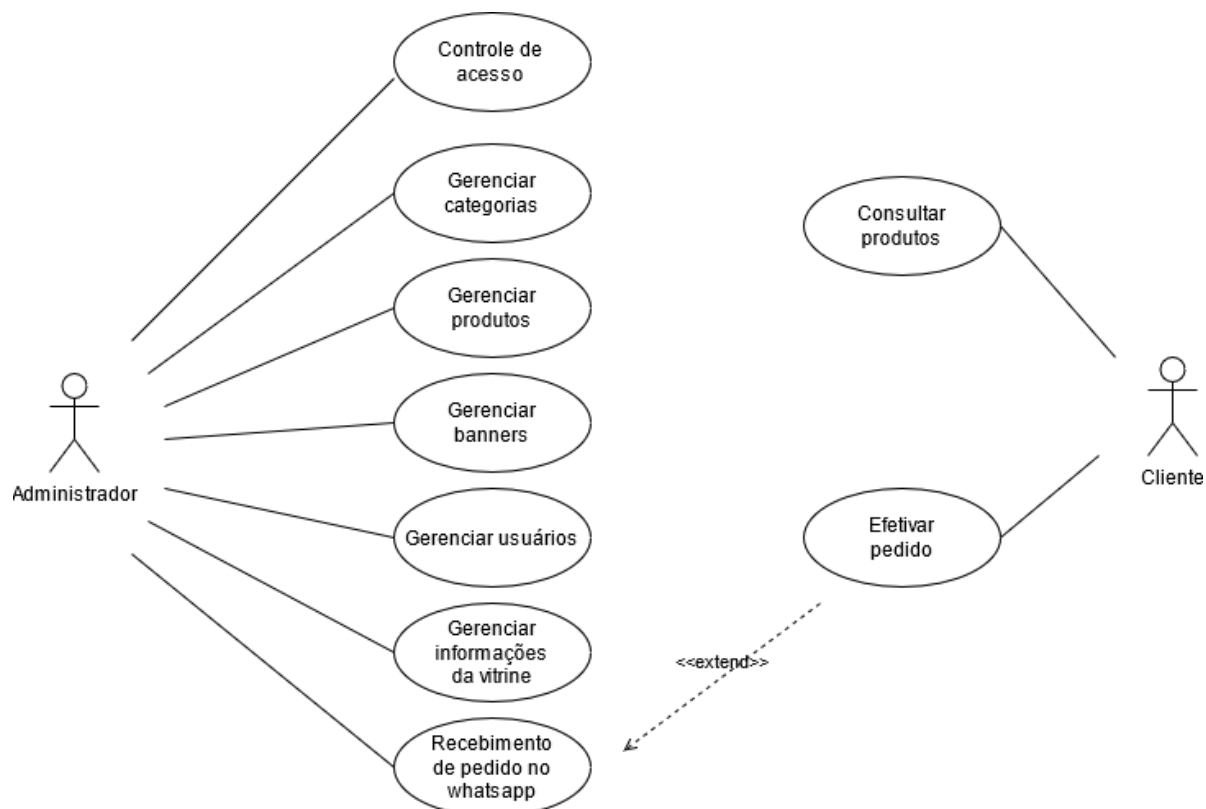 Controle de
acesso
Gerenciar
categorias
Gerenciar
produtos
Gerenciar
banners
Gerenciar usuários
Gerenciar
informações
da vitrine
Recebimento
de pedido no
whatsapp
Administrador
Consultar
produtos
Efetivar
pedido
<<extend>>
Cliente